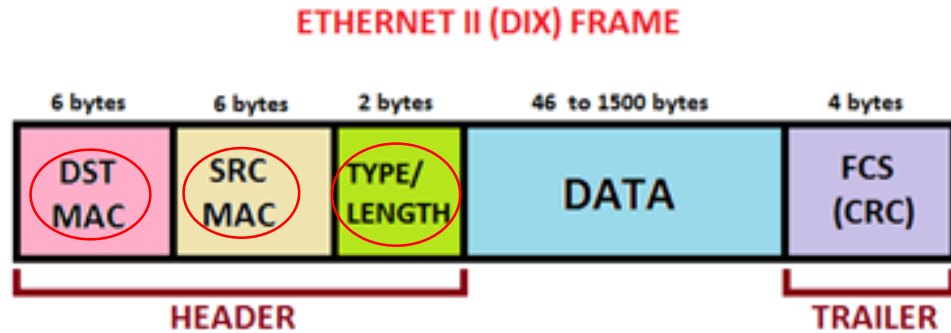 ETHERNET II (DIX) FRAME
6 bytes 6 bytes 2 bytes 46 to 1500 bytes 4 bytes
DST
MAC
SRC
MAC
TYPE/
LENGTH
DATA
FCS
(CRC)
HEADER
TRAILER